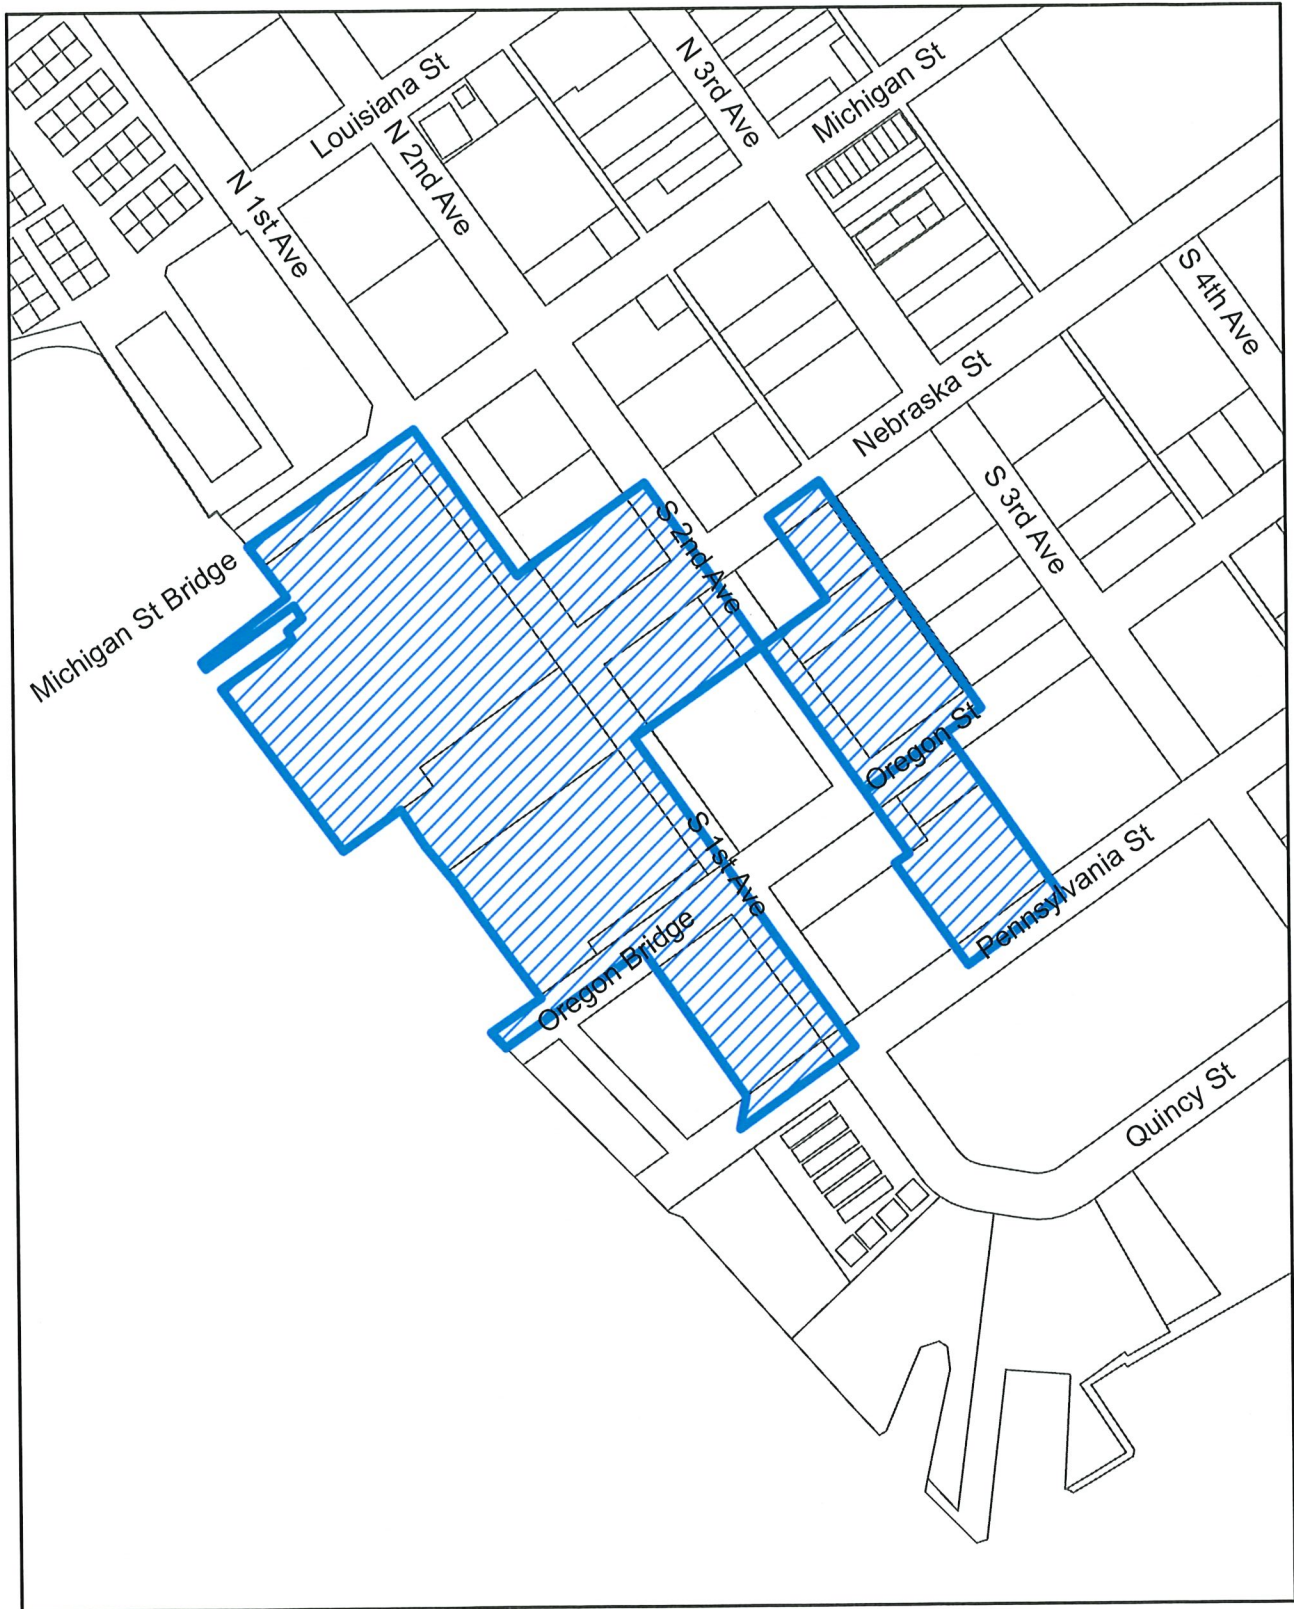 Louisiana St
N 3rd Ave
Michigan St
N 2nd Ave
N 1st Ave
S 4th Ave
Nebraska St
S 3rd Ave
S 2nd Ave
Michigan St Bridge
Oregon St
S 1st Ave
Pennsylvania St
Oregon Bridge
Quincy St